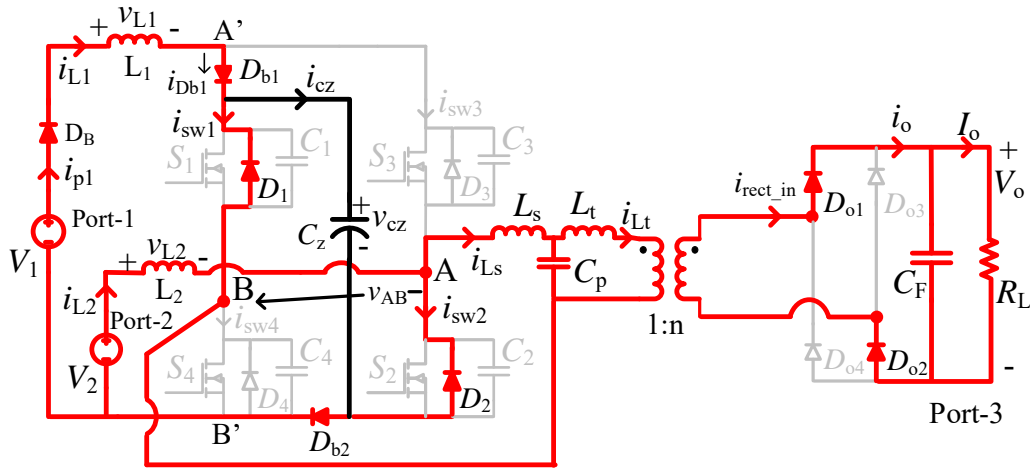 + vL1 - A'
iL1 L1 iDb1 Db1 icz
isw1 isw3
DB S1 C1 S3 C3
ip1 D1 D3
Port-1 V1
Cz + vcz -
Ls Lt iLt
iLs Cp
1:n
+ vL2 - A
iL2 L2 B vAB -
Port-2 isw4 isw2
V2 S4 C4 S2 C2
D4 D2
B' Db2
irect_in Do1 Do3
io Io + Vo
CF RL
Do4 Do2 -
Port-3